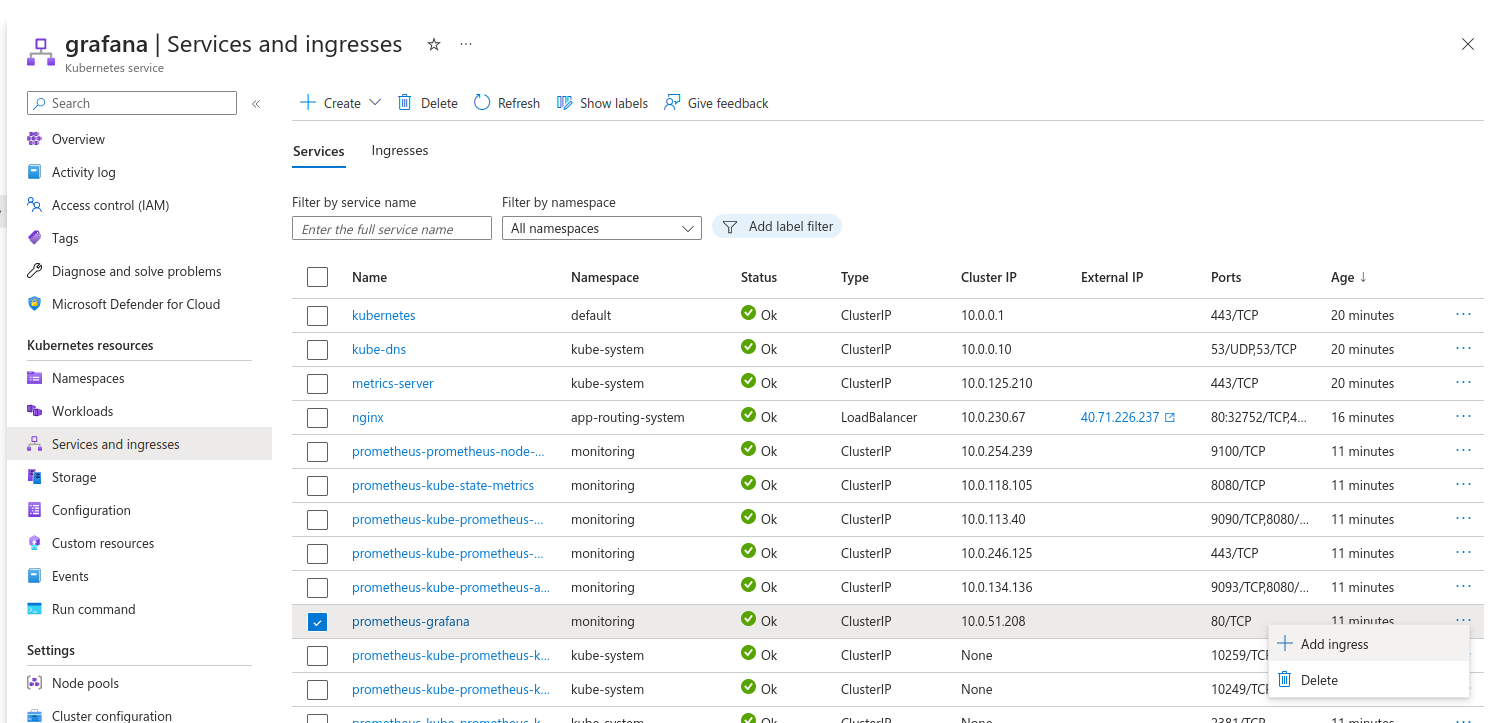 grafana | Services and ingresses
Kubernetes service
Search
Overview
Activity log
Access control (IAM)
Tags
Diagnose and solve problems
Microsoft Defender for Cloud
Kubernetes resources
Namespaces
Workloads
Services and ingresses
Storage
Configuration
Custom resources
Events
Run command
Settings
Node pools
Cluster configuration
Create Delete Refresh Show labels Give feedback
Services Ingresses
Filter by service name Filter by namespace
Enter the full service name All namespaces Add label filter
Name Namespace Status Type Cluster IP External IP Ports Age ↓
kubernetes default Ok ClusterIP 10.0.0.1 443/TCP 20 minutes
kube-dns kube-system Ok ClusterIP 10.0.0.10 53/UDP,53/TCP 20 minutes
metrics-server kube-system Ok ClusterIP 10.0.125.210 443/TCP 20 minutes
nginx app-routing-system Ok LoadBalancer 10.0.230.67 40.71.226.237 80:32752/TCP,4... 16 minutes
prometheus-prometheus-node-... monitoring Ok ClusterIP 10.0.254.239 9100/TCP 11 minutes
prometheus-kube-state-metrics monitoring Ok ClusterIP 10.0.118.105 8080/TCP 11 minutes
prometheus-kube-prometheus-... monitoring Ok ClusterIP 10.0.113.40 9090/TCP,8080/... 11 minutes
prometheus-kube-prometheus-... monitoring Ok ClusterIP 10.0.246.125 443/TCP 11 minutes
prometheus-kube-prometheus-a... monitoring Ok ClusterIP 10.0.134.136 9093/TCP,8080/... 11 minutes
prometheus-grafana monitoring Ok ClusterIP 10.0.51.208 80/TCP 11 minutes
prometheus-kube-prometheus-k... kube-system Ok ClusterIP None 10259/TC
Add ingress
prometheus-kube-prometheus-k... kube-system Ok ClusterIP None 10249/TC
Delete
prometheus-kube-prometheus-k... kube-system Ok ClusterIP None 2381/TCP 11 minutes